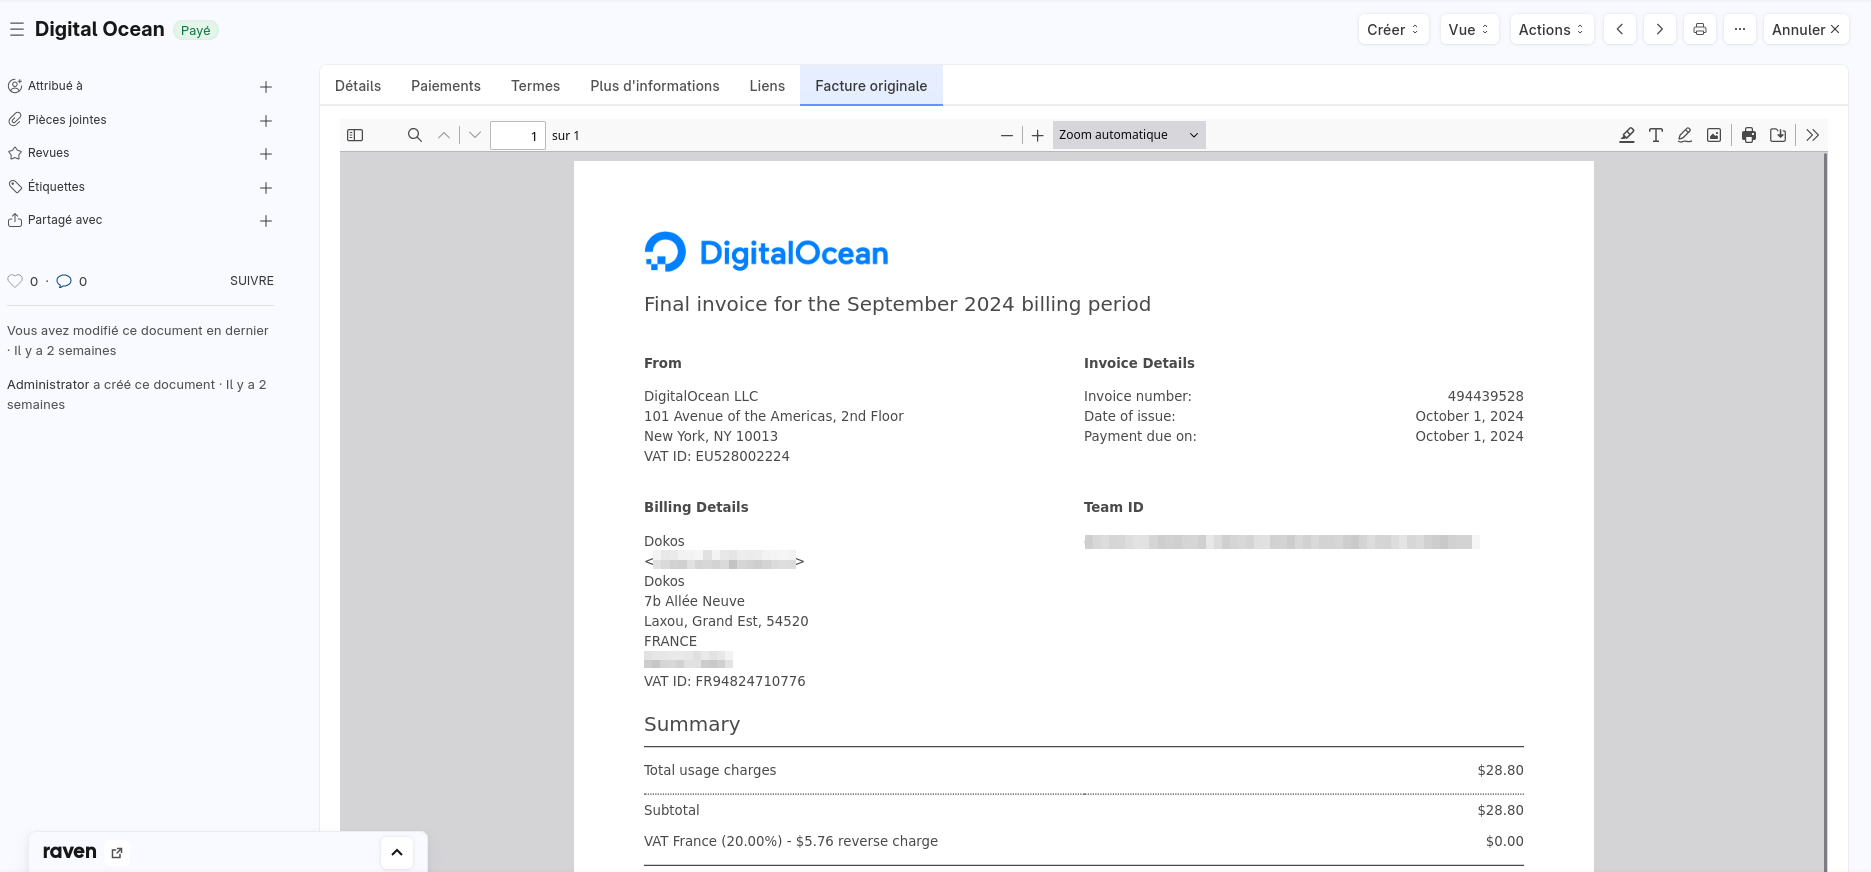 Digital Ocean Payé
Créer Vue Actions Annuler
Attribué à
Pièces jointes
Revues
Étiquettes
Partagé avec
0 · 0 SUIVRE
Vous avez modifié ce document en dernier
· Il y a 2 semaines
Administrator a créé ce document · Il y a 2
semaines
Détails Paiements Termes Plus d'informations Liens Facture originale
1 sur 1 Zoom automatique
DigitalOcean
Final invoice for the September 2024 billing period
From
DigitalOcean LLC
101 Avenue of the Americas, 2nd Floor
New York, NY 10013
VAT ID: EU528002224
Invoice Details
Invoice number: 494439528
Date of issue: October 1, 2024
Payment due on: October 1, 2024
Billing Details
Dokos
< >
Dokos
7b Allée Neuve
Laxou, Grand Est, 54520
FRANCE
VAT ID: FR94824710776
Team ID
Summary
Total usage charges $28.80
Subtotal $28.80
VAT France (20.00%) - $5.76 reverse charge $0.00
raven